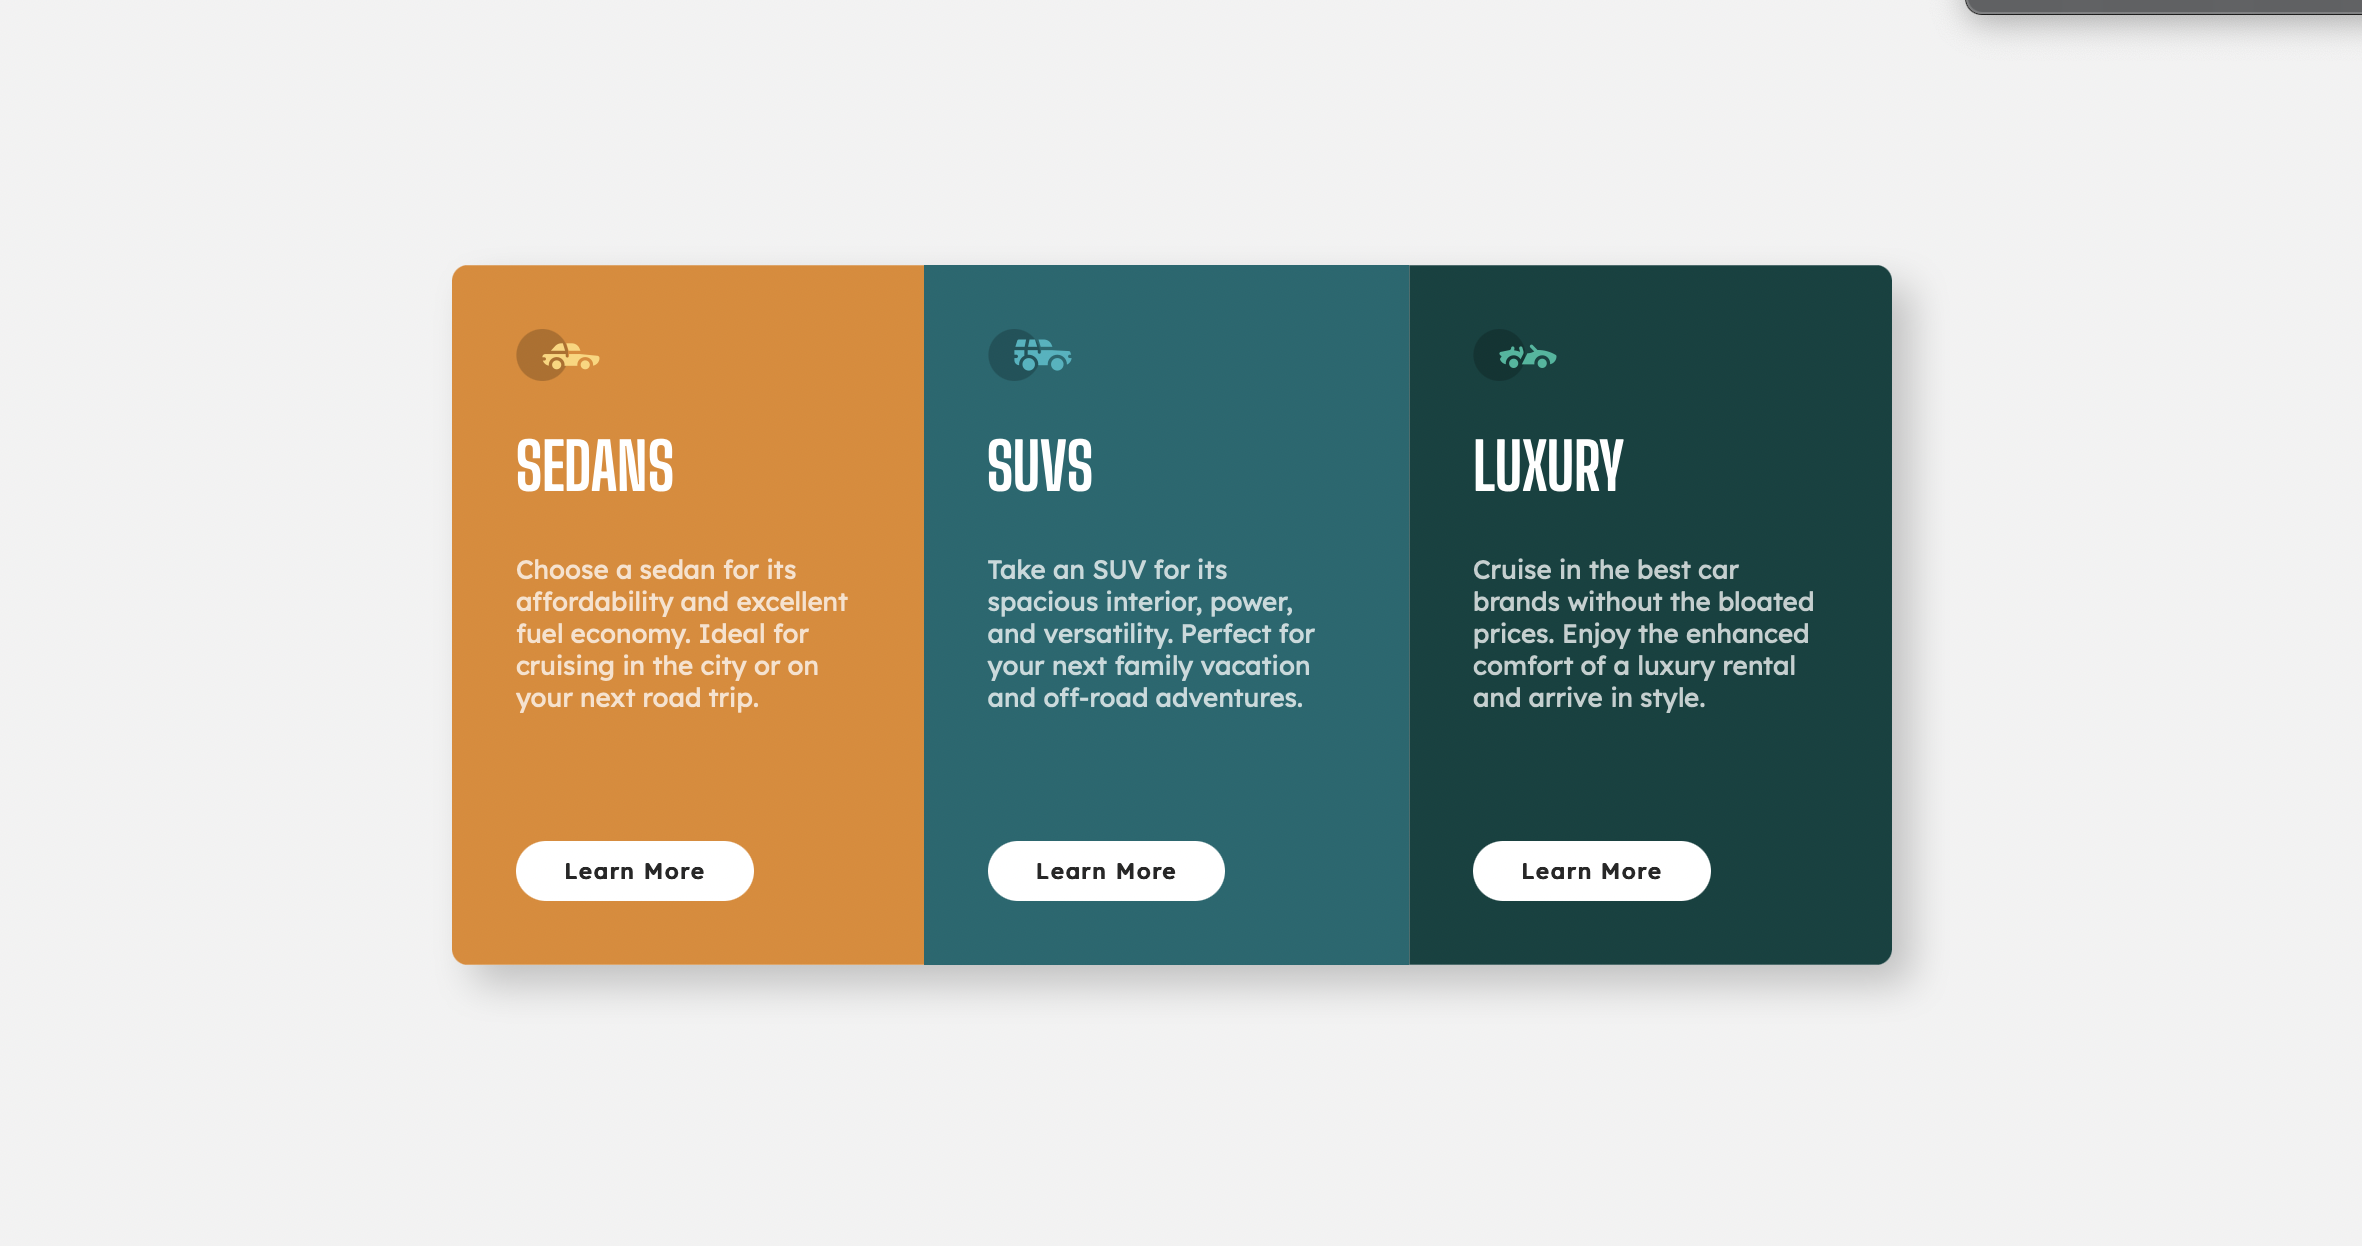 SEDANS
Choose a sedan for its
affordability and excellent
fuel economy. Ideal for
cruising in the city or on
your next road trip.
Learn More
SUVS
Take an SUV for its
spacious interior, power,
and versatility. Perfect for
your next family vacation
and off-road adventures.
Learn More
LUXURY
Cruise in the best car
brands without the bloated
prices. Enjoy the enhanced
comfort of a luxury rental
and arrive in style.
Learn More